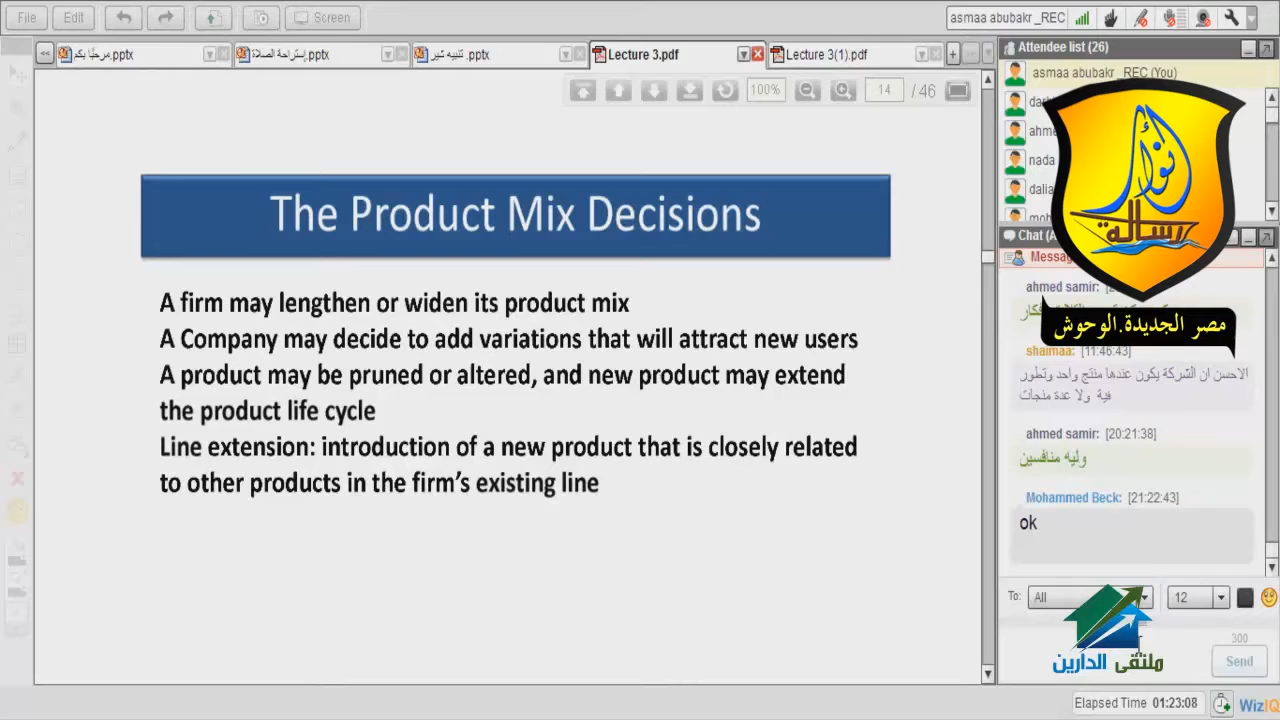 File
Edit
Screen
asmaa abubakr _REC
مرحبا بكم.pptx
إستراحة الصلاة.pptx
تنبيه شير .pptx
Lecture 3.pdf
Lecture 3(1).pdf
100%
14 / 46
The Product Mix Decisions
A firm may lengthen or widen its product mix
A Company may decide to add variations that will attract new users
A product may be pruned or altered, and new product may extend
the product life cycle
Line extension: introduction of a new product that is closely related
to other products in the firm's existing line
Attendee list (26)
asmaa abubakr _REC (You)
nada
dalia
Chat
أنوار
رسالة
مصر الجديدة.الوحوش
ahmed samir:
shaimaa: [11:46:43]
الاحسن ان الشركة يكون عندها منتج واحد وتطور
فية ولا عدة منجات
ahmed samir: [20:21:38]
وليه منافسين
Mohammed Beck: [21:22:43]
ok
To: All 12
ملتقى الدارين
300
Send
Elapsed Time 01:23:08
WizIQ